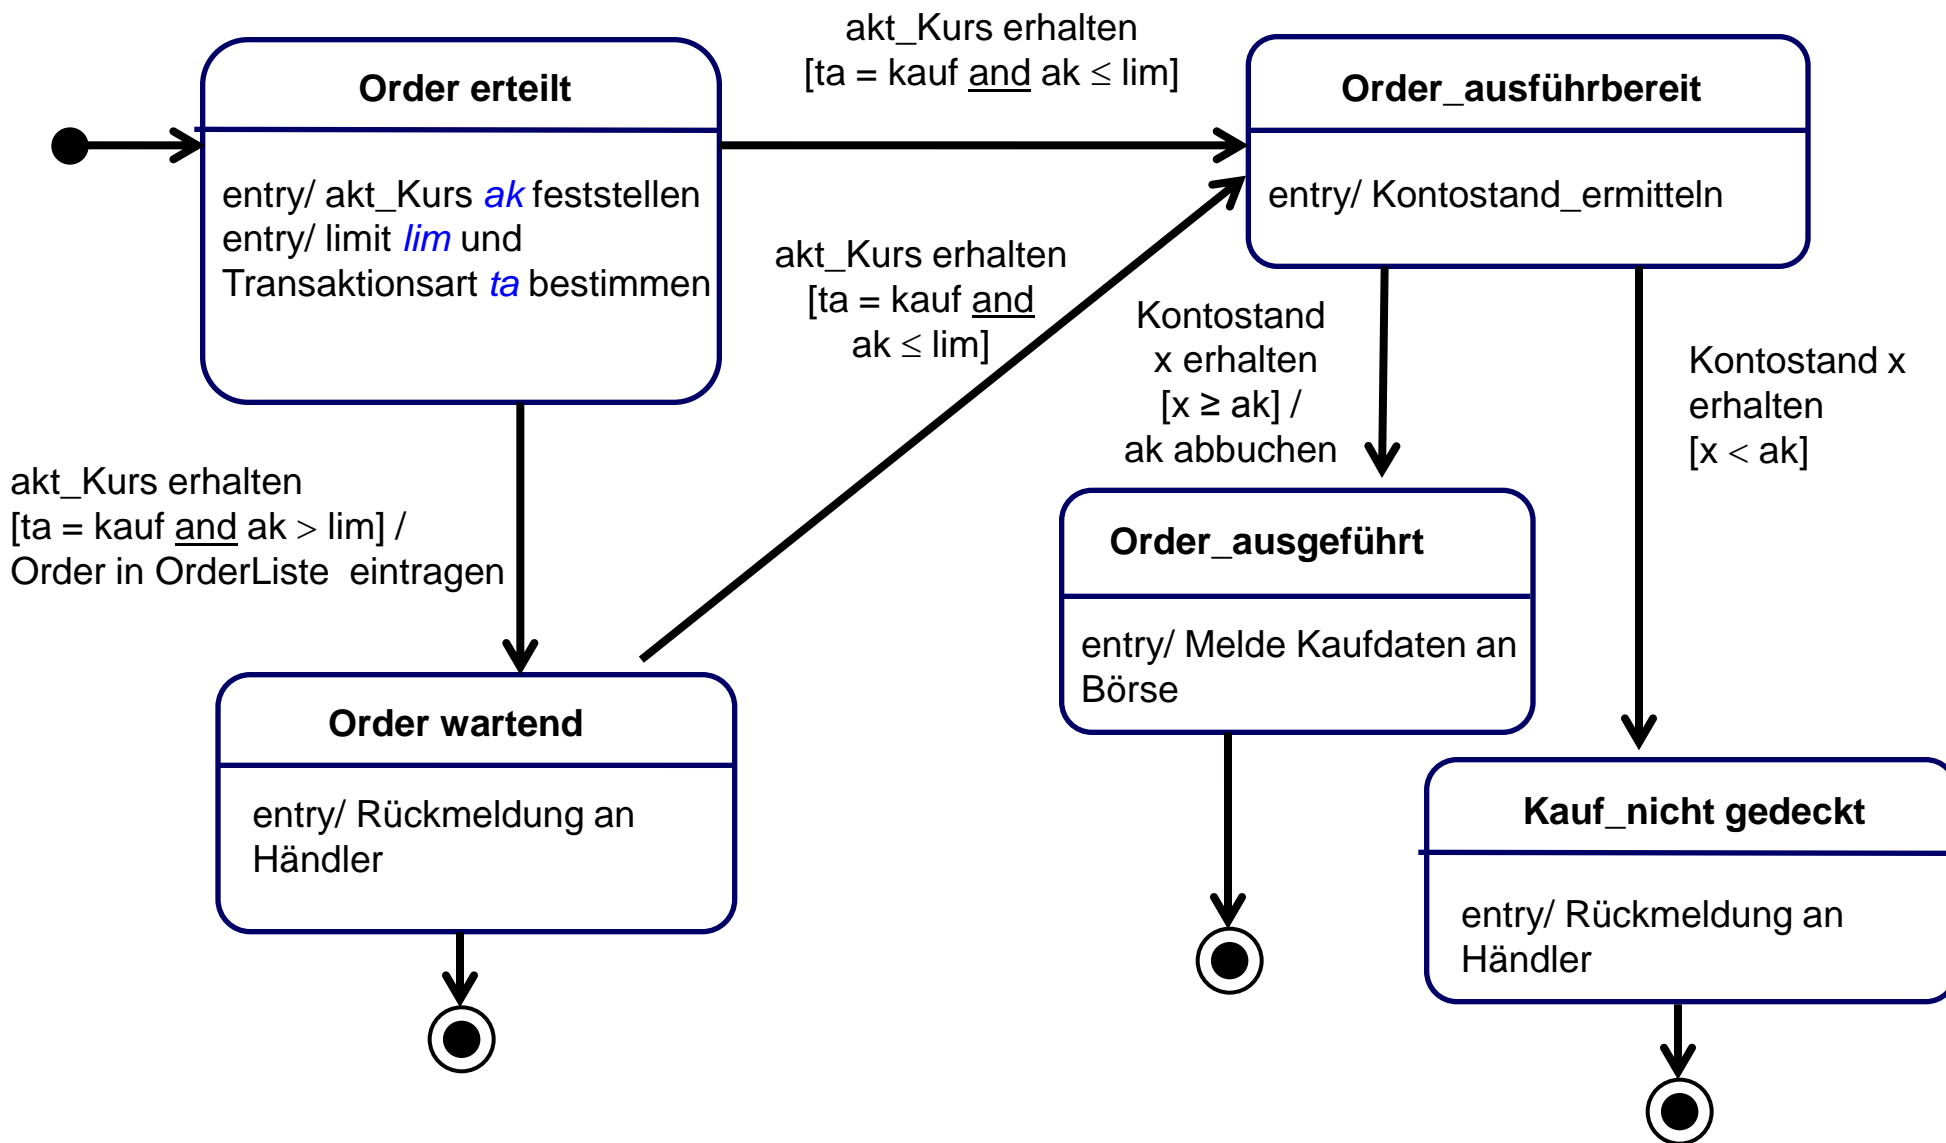 akt_Kurs erhalten
[ta = kauf and ak ≤ lim]
Order erteilt
entry/ akt_Kurs ak feststellen
entry/ limit lim und
Transaktionsart ta bestimmen
Order_ausführbereit
entry/ Kontostand_ermitteln
akt_Kurs erhalten
[ta = kauf and
ak ≤ lim]
Kontostand
x erhalten
[x ≥ ak] /
ak abbuchen
Kontostand x
erhalten
[x < ak]
akt_Kurs erhalten
[ta = kauf and ak > lim] /
Order in OrderListe eintragen
Order_ausgeführt
entry/ Melde Kaufdaten an
Börse
Order wartend
entry/ Rückmeldung an
Händler
Kauf_nicht gedeckt
entry/ Rückmeldung an
Händler